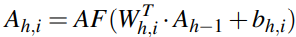 A_{h,i} = AF(W_{h,i}^T · A_{h−1} + b_{h,i})